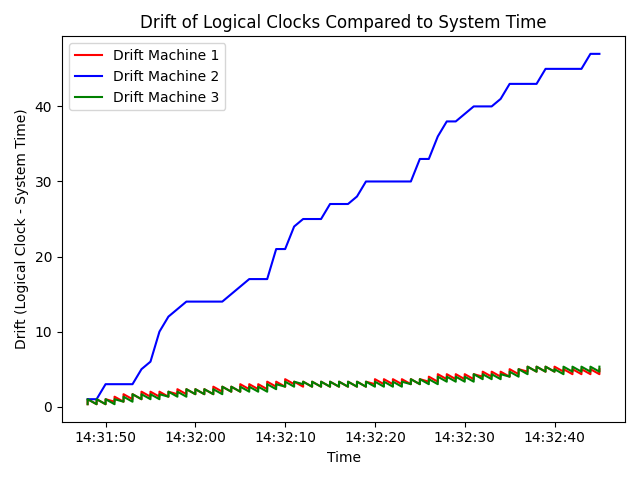 Drift of Logical Clocks Compared to System Time
Drift Machine 1
Drift Machine 2
Drift Machine 3
Drift (Logical Clock - System Time)
40
30
20
10
0
14:31:50 14:32:00 14:32:10 14:32:20 14:32:30 14:32:40
Time